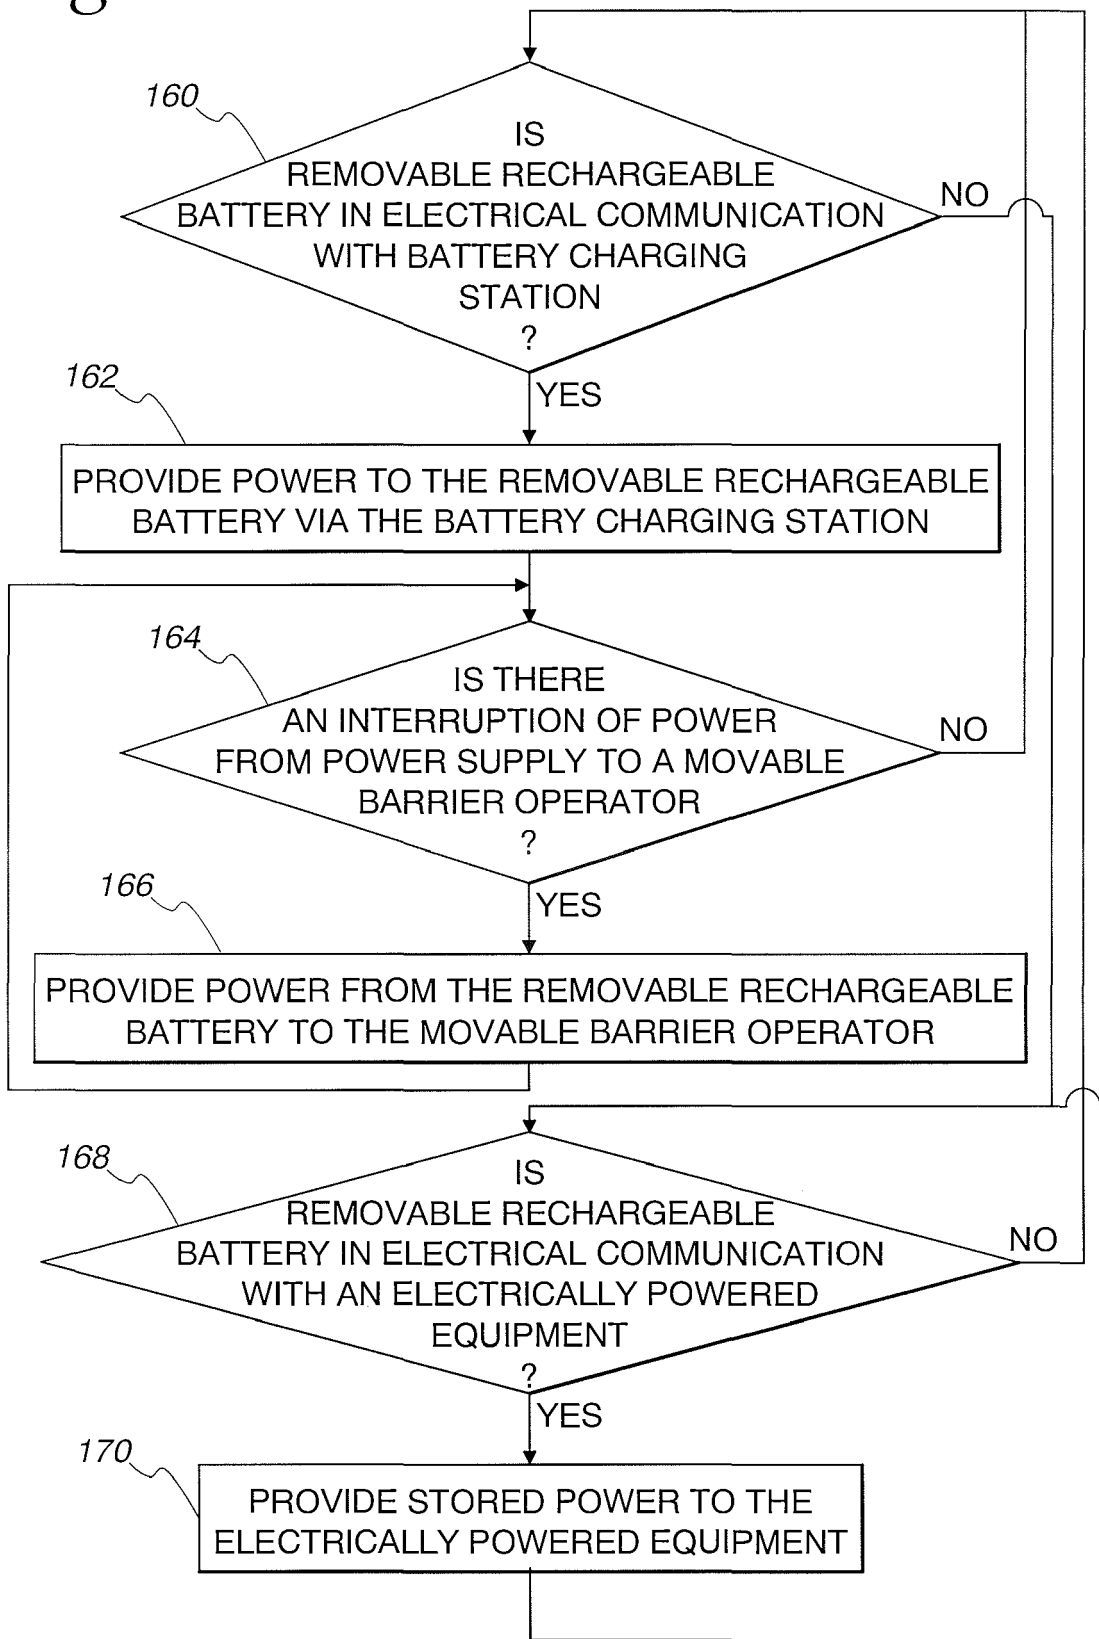 160
IS
REMOVABLE RECHARGEABLE
BATTERY IN ELECTRICAL COMMUNICATION
WITH BATTERY CHARGING
STATION
?
NO
YES
162
PROVIDE POWER TO THE REMOVABLE RECHARGEABLE
BATTERY VIA THE BATTERY CHARGING STATION
164
IS THERE
AN INTERRUPTION OF POWER
FROM POWER SUPPLY TO A MOVABLE
BARRIER OPERATOR
?
NO
YES
166
PROVIDE POWER FROM THE REMOVABLE RECHARGEABLE
BATTERY TO THE MOVABLE BARRIER OPERATOR
168
IS
REMOVABLE RECHARGEABLE
BATTERY IN ELECTRICAL COMMUNICATION
WITH AN ELECTRICALLY POWERED
EQUIPMENT
?
NO
YES
170
PROVIDE STORED POWER TO THE
ELECTRICALLY POWERED EQUIPMENT